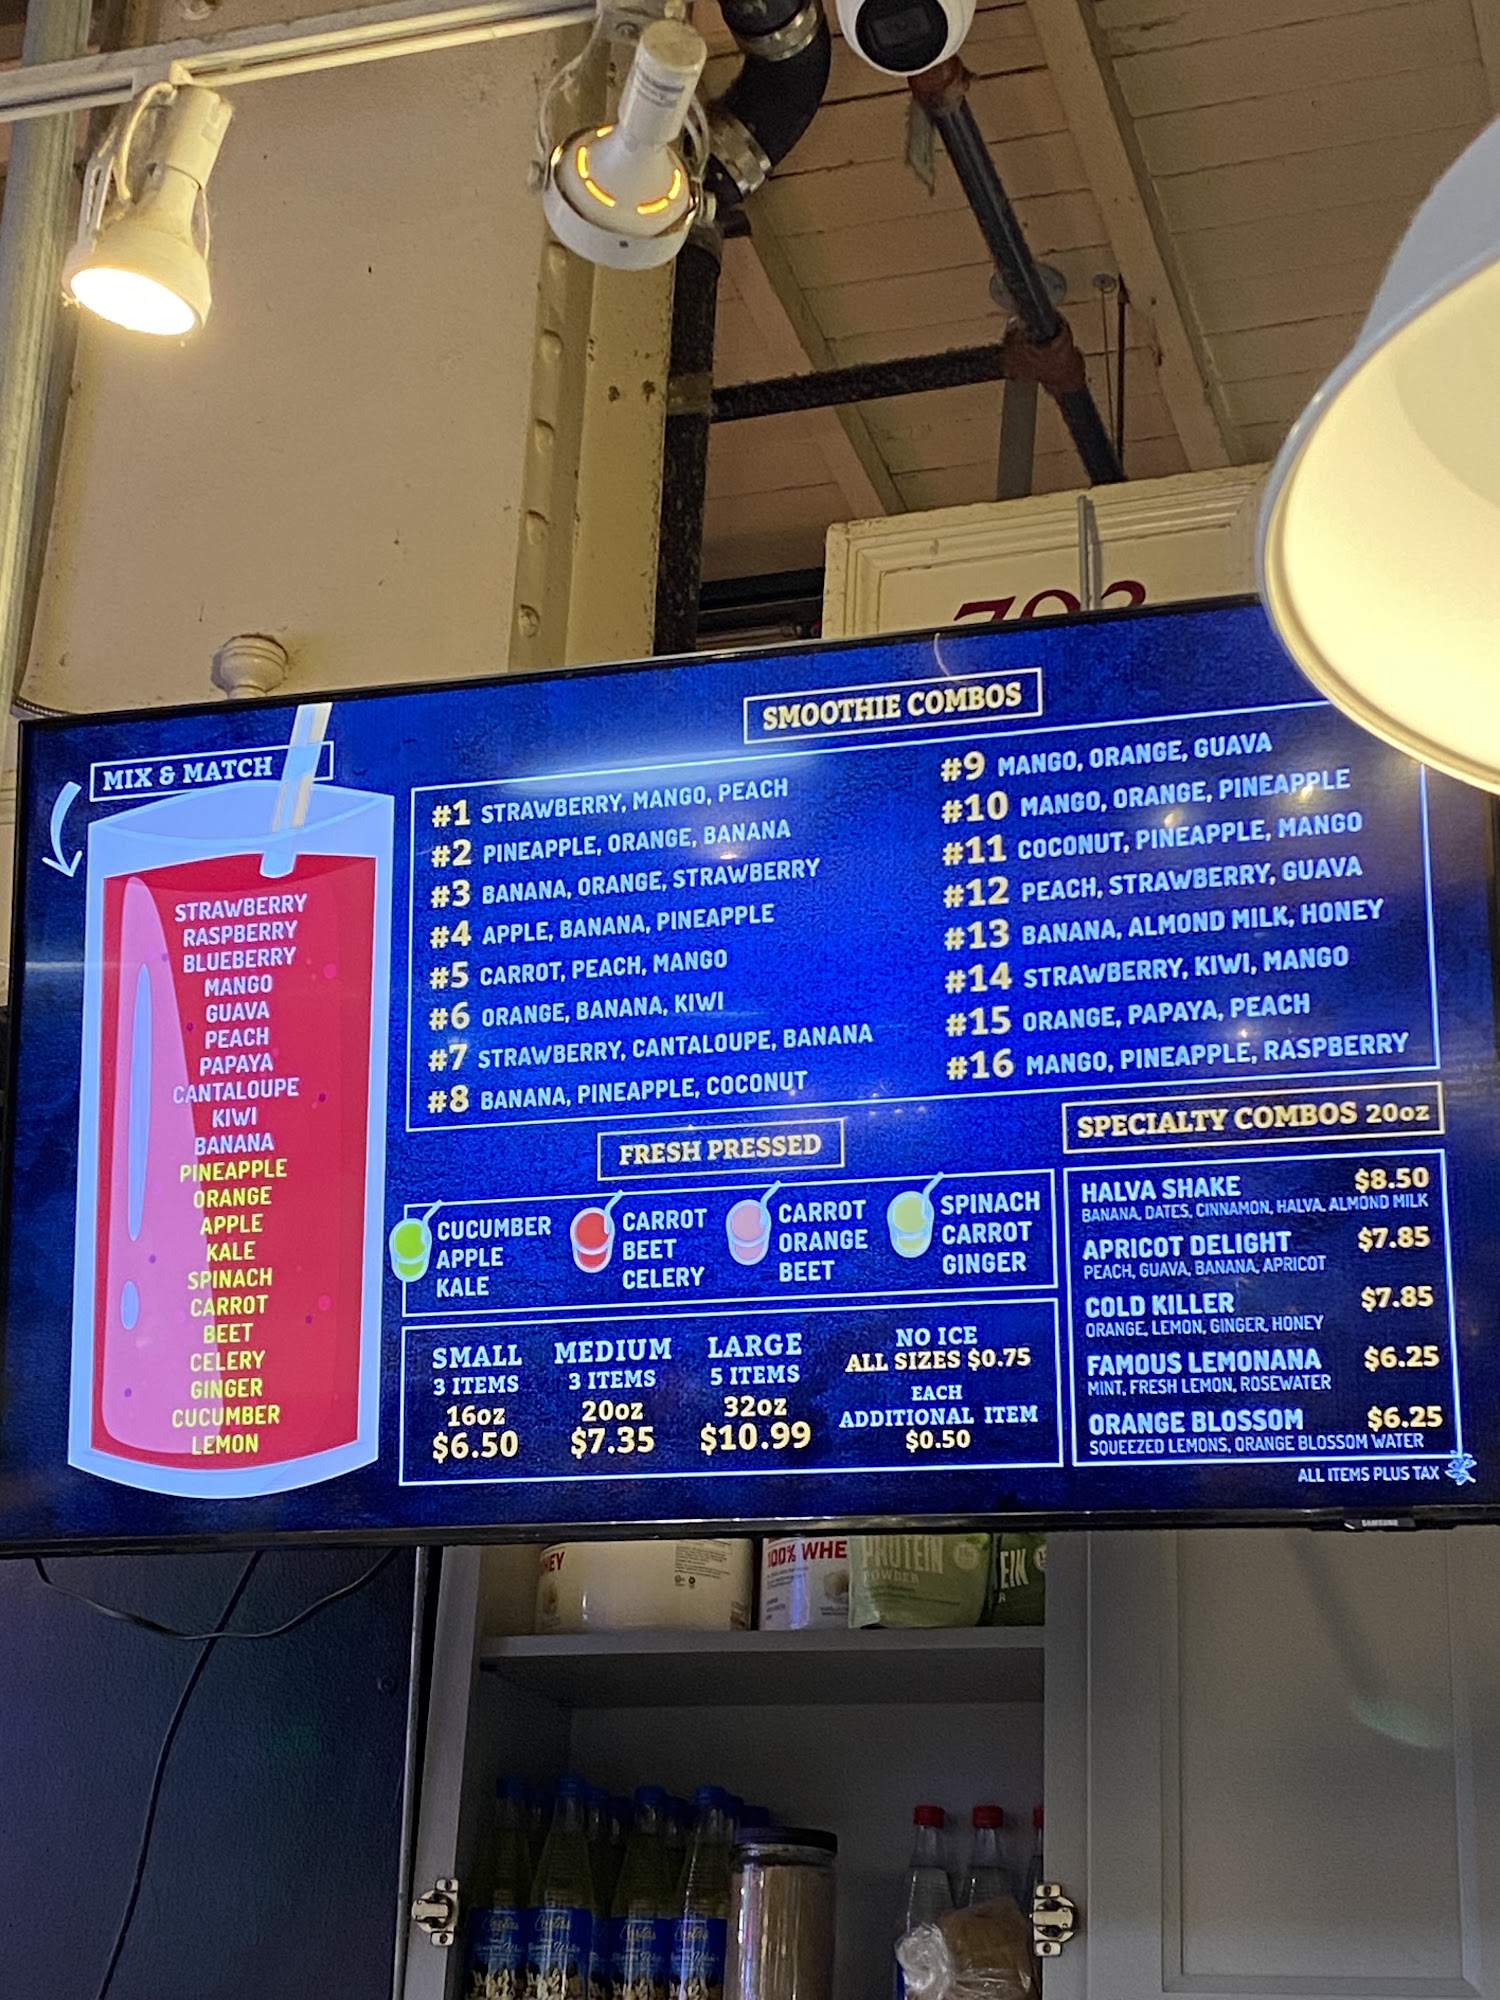 MIX & MATCH
STRAWBERRY
RASPBERRY
BLUEBERRY
MANGO
GUAVA
PEACH
PAPAYA
CANTALOUPE
KIWI
BANANA
PINEAPPLE
ORANGE
APPLE
KALE
SPINACH
CARROT
BEET
CELERY
GINGER
CUCUMBER
LEMON
SMOOTHIE COMBOS
#1 STRAWBERRY, MANGO, PEACH
#2 PINEAPPLE, ORANGE, BANANA
#3 BANANA, ORANGE, STRAWBERRY
#4 APPLE, BANANA, PINEAPPLE
#5 CARROT, PEACH, MANGO
#6 ORANGE, BANANA, KIWI
#7 STRAWBERRY, CANTALOUPE, BANANA
#8 BANANA, PINEAPPLE, COCONUT
#9 MANGO, ORANGE, GUAVA
#10 MANGO, ORANGE, PINEAPPLE
#11 COCONUT, PINEAPPLE, MANGO
#12 PEACH, STRAWBERRY, GUAVA
#13 BANANA, ALMOND MILK, HONEY
#14 STRAWBERRY, KIWI, MANGO
#15 ORANGE, PAPAYA, PEACH
#16 MANGO, PINEAPPLE, RASPBERRY
FRESH PRESSED
CUCUMBER
APPLE
KALE
CARROT
BEET
CELERY
CARROT
ORANGE
BEET
SPINACH
CARROT
GINGER
SMALL
3 ITEMS
16oz
$6.50
MEDIUM
3 ITEMS
20oz
$7.35
LARGE
5 ITEMS
32oz
$10.99
NO ICE
ALL SIZES $0.75
EACH
ADDITIONAL ITEM
$0.50
SPECIALTY COMBOS 20oz
HALVA SHAKE $8.50
BANANA, DATES, CINNAMON, HALVA, ALMOND MILK
APRICOT DELIGHT $7.85
PEACH, GUAVA, BANANA, APRICOT
COLD KILLER $7.85
ORANGE, LEMON, GINGER, HONEY
FAMOUS LEMONANA $6.25
MINT, FRESH LEMON, ROSEWATER
ORANGE BLOSSOM $6.25
SQUEEZED LEMONS, ORANGE BLOSSOM WATER
ALL ITEMS PLUS TAX
SAMSUNG
100% WHE
PROTEIN
POWDER
EIN
Cortas
Cortas
Cortas